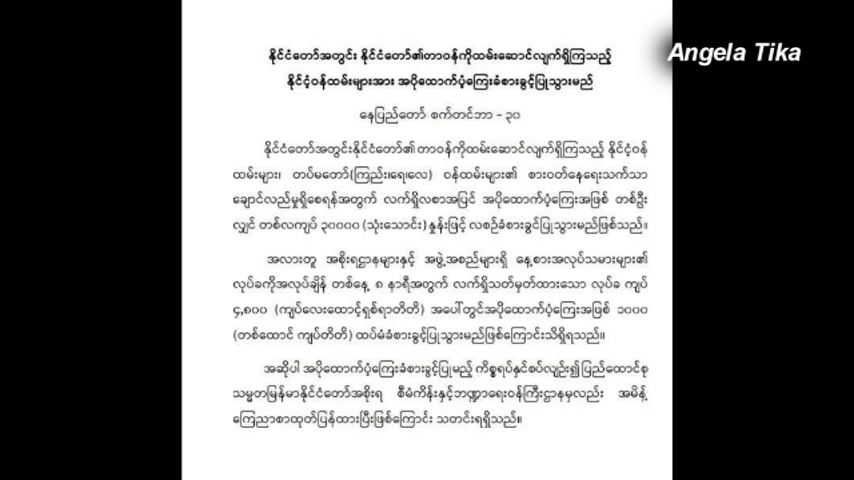 Angela Tika
နိုင်ငံတော်အတွင်း နိုင်ငံတော်၏တာဝန်ကိုထမ်းဆောင်လျက်ရှိကြသည့်
နိုင်ငံ့ဝန်ထမ်းများအား အပိုထောက်ပံ့ကြေးခံစားခွင့်ပြုသွားမည်
နေပြည်တော် စက်တင်ဘာ - ၃၀
နိုင်ငံတော်အတွင်းနိုင်ငံတော်၏ တာဝန်ကိုထမ်းဆောင်လျက်ရှိကြသည့် နိုင်ငံ့ဝန်
ထမ်းများ၊ တပ်မတော်(ကြည်း၊ရေ၊လေ) ဝန်ထမ်းများ၏ စားဝတ်နေရေးသက်သာ
ချောင်လည်မှုရှိစေရန်အတွက် လက်ရှိလစာအပြင် အပိုထောက်ပံ့ကြေးအဖြစ် တစ်ဦး
လျှင် တစ်လကျပ် ၃၀၀၀၀ (သုံးသောင်း) နှုန်းဖြင့် လစဉ်ခံစားခွင်ပြုသွားမည်ဖြစ်သည်။
အလားတူ အစိုးရဌာနများနှင့် အဖွဲ့အစည်များရှိ နေ့စားအလုပ်သမားများ၏
လုပ်ခကိုအလုပ်ချိန် တစ်နေ့ ၈ နာရီအတွက် လက်ရှိသတ်မှတ်ထားသော လုပ်ခ ကျပ်
၄,၈၀၀ (ကျပ်လေးထောင့်ရှစ်ရာတိတိ) အပေါ်တွင်အပိုထောက်ပံ့ကြေးအဖြစ် ၁၀၀၀
(တစ်ထောင် ကျပ်တိတိ) ထပ်မံခံစားခွင့်ပြုသွားမည်ဖြစ်ကြောင်းသိရှိရသည်။
အဆိုပါ အပိုထောက်ပံ့ကြေးခံစားခွင့်ပြုမည့် ကိစ္စရပ်နှင်စပ်လျဉ်း၍ပြည်ထောင်စု
သမ္မတမြန်မာနိုင်ငံတော်အစိုးရ စီမံကိန်းနှင့်ဘဏ္ဍာရေးဝန်ကြီးဌာနမှလည်း အမိန့်
ကြေညာစာထုတ်ပြန်ထားပြီးဖြစ်ကြောင်း သတင်းရရှိသည်။